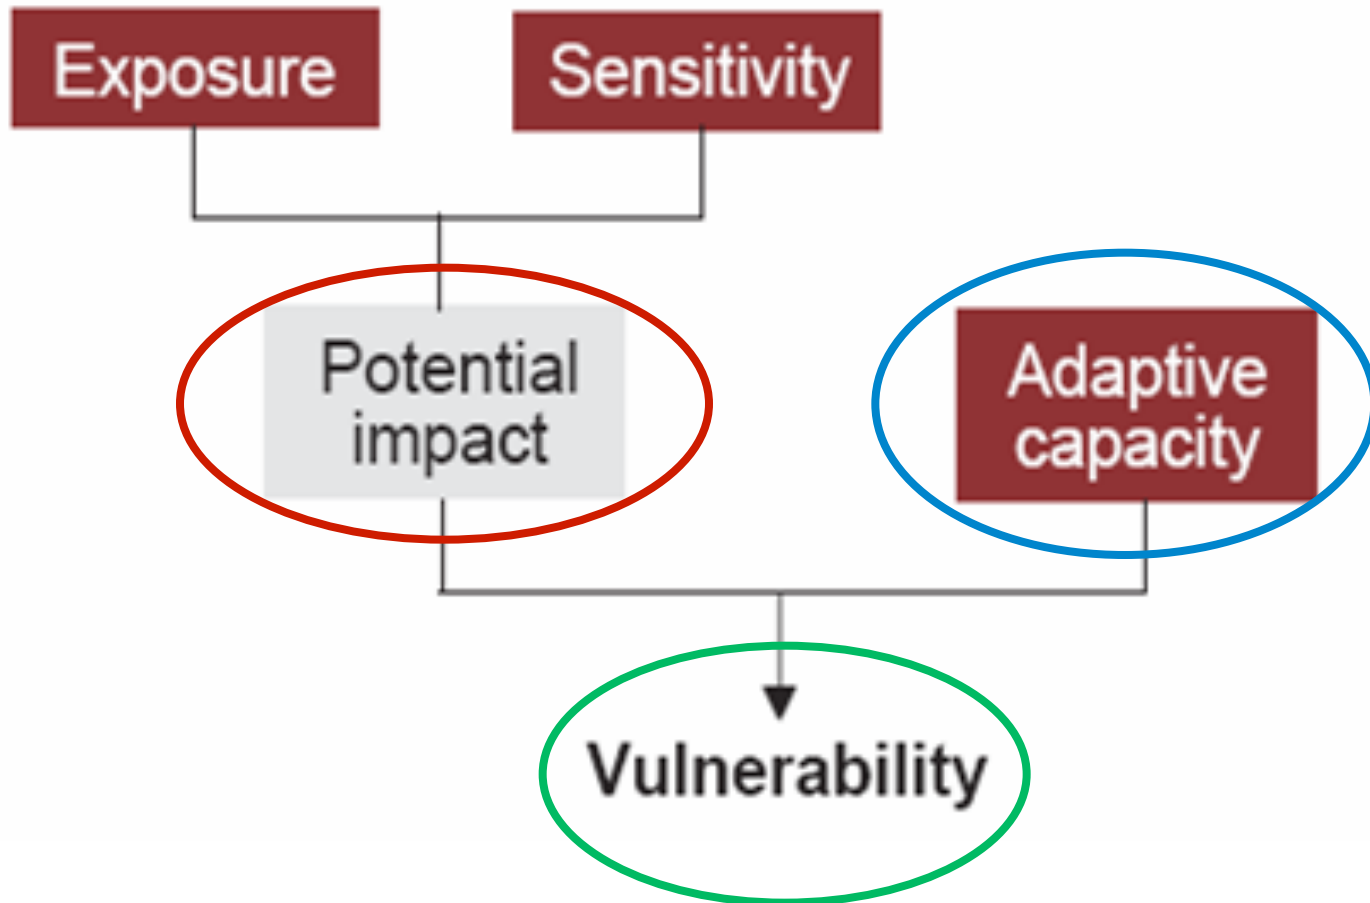 Exposure
Sensitivity
Potential
impact
Adaptive
capacity
Vulnerability